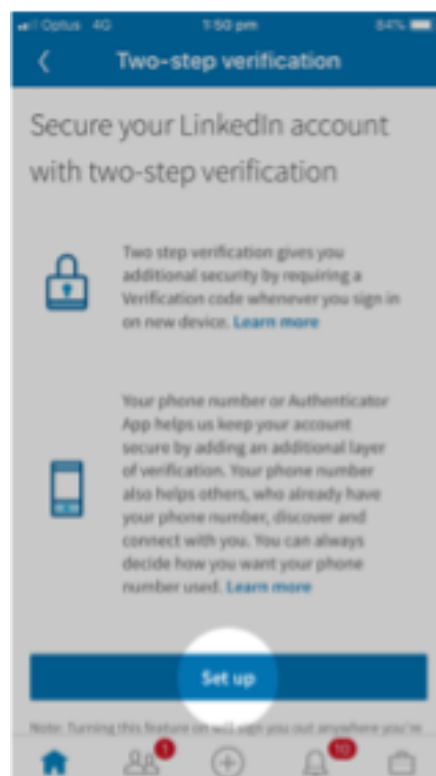 Optus 4G 1:50 pm 84%
Two-step verification
Secure your LinkedIn account
with two-step verification
Two step verification gives you
additional security by requiring a
Verification code whenever you sign in
on new device. Learn more
Your phone number or Authenticator
App helps us keep your account
secure by adding an additional layer
of verification. Your phone number
also helps others, who already have
your phone number, discover and
connect with you. You can always
decide how you want your phone
number used. Learn more
Set up
Note: Turning this feature on will sign you out anywhere you're
1 10